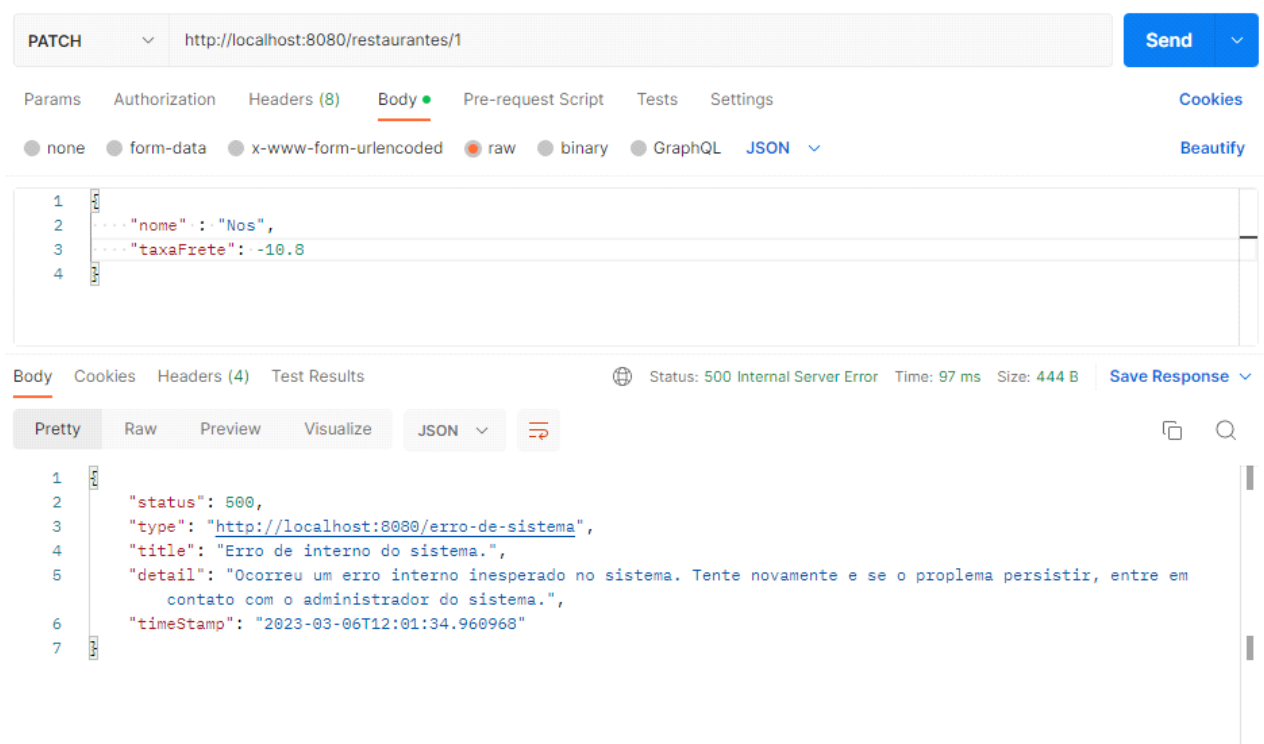 PATCH http://localhost:8080/restaurantes/1 Send
Params Authorization Headers (8) Body Pre-request Script Tests Settings Cookies
none form-data x-www-form-urlencoded raw binary GraphQL JSON Beautify
1 {
2 "nome" : "Nos",
3 "taxaFrete": -10.8
4 }
Body Cookies Headers (4) Test Results Status: 500 Internal Server Error Time: 97 ms Size: 444 B Save Response
Pretty Raw Preview Visualize JSON
1 {
2 "status": 500,
3 "type": "http://localhost:8080/erro-de-sistema",
4 "title": "Erro de interno do sistema.",
5 "detail": "Ocorreu um erro interno inesperado no sistema. Tente novamente e se o proplema persistir, entre em
contato com o administrador do sistema.",
6 "timeStamp": "2023-03-06T12:01:34.960968"
7 }